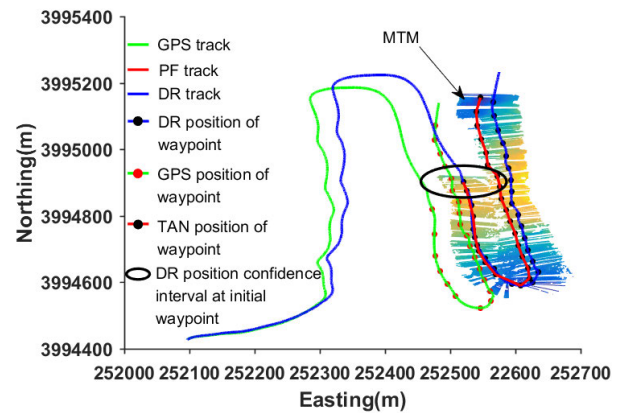 3995400
3995200
3995000
3994800
3994600
3994400
Northing(m)
GPS track
PF track
DR track
DR position of
waypoint
GPS position of
waypoint
TAN position of
waypoint
DR position confidence
interval at initial
waypoint
MTM
252000 252100 252200 252300 252400 252500 222600 252700
Easting(m)